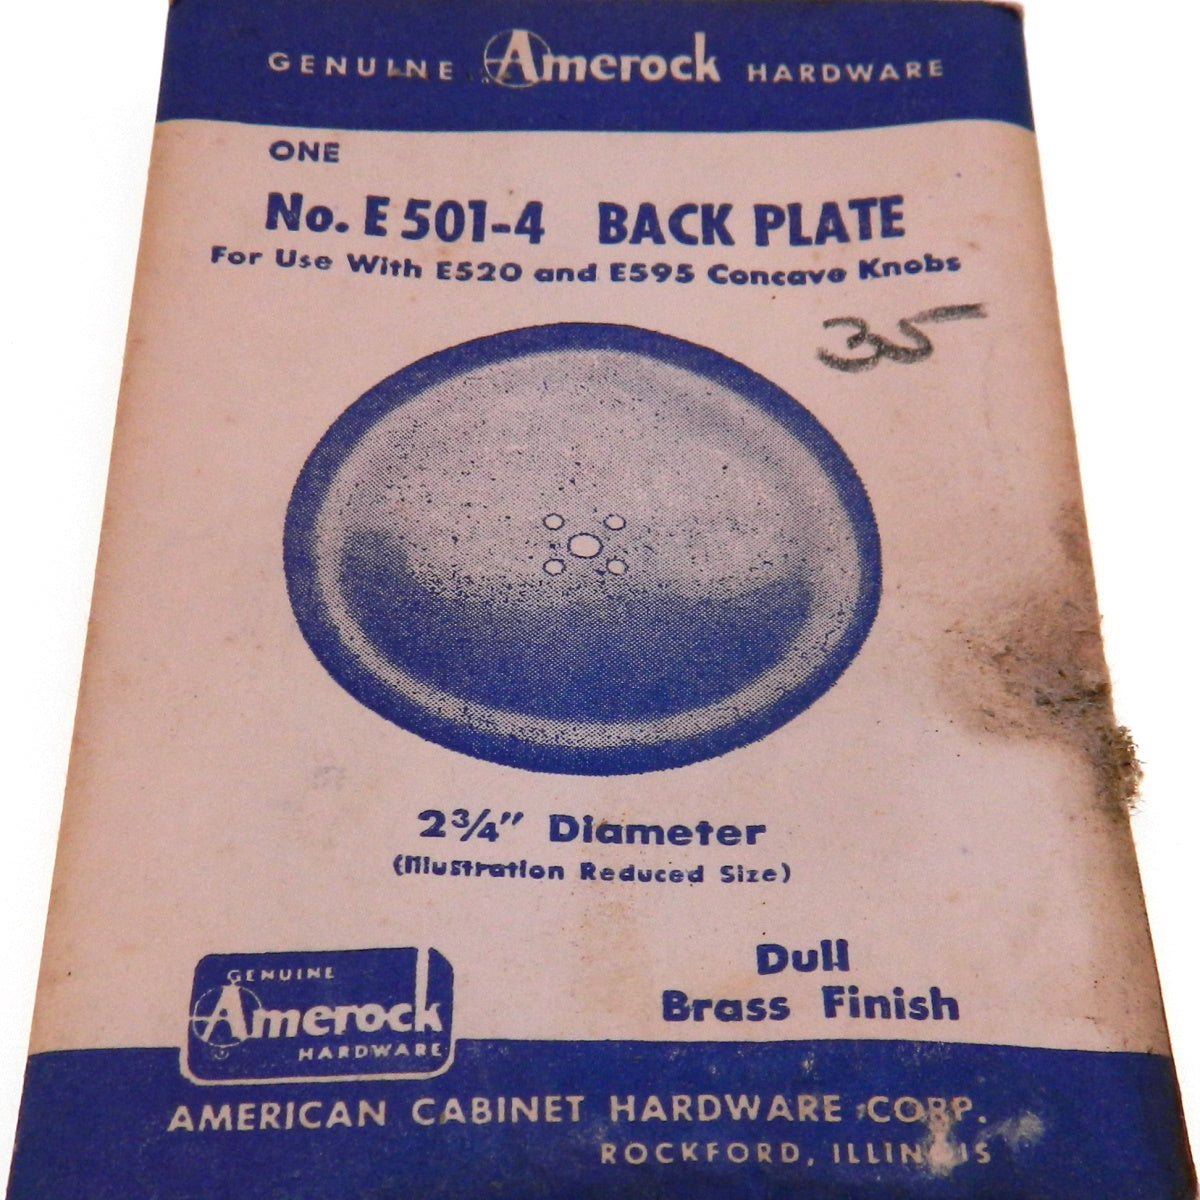 GENUINE Amerock HARDWARE
ONE
No. E 501-4 BACK PLATE
For Use With E520 and E595 Concave Knobs
35
2¾" Diameter
(Illustration Reduced Size)
Dull
Brass Finish
GENUINE
Amerock
HARDWARE
AMERICAN CABINET HARDWARE CORP.
ROCKFORD, ILLINOIS